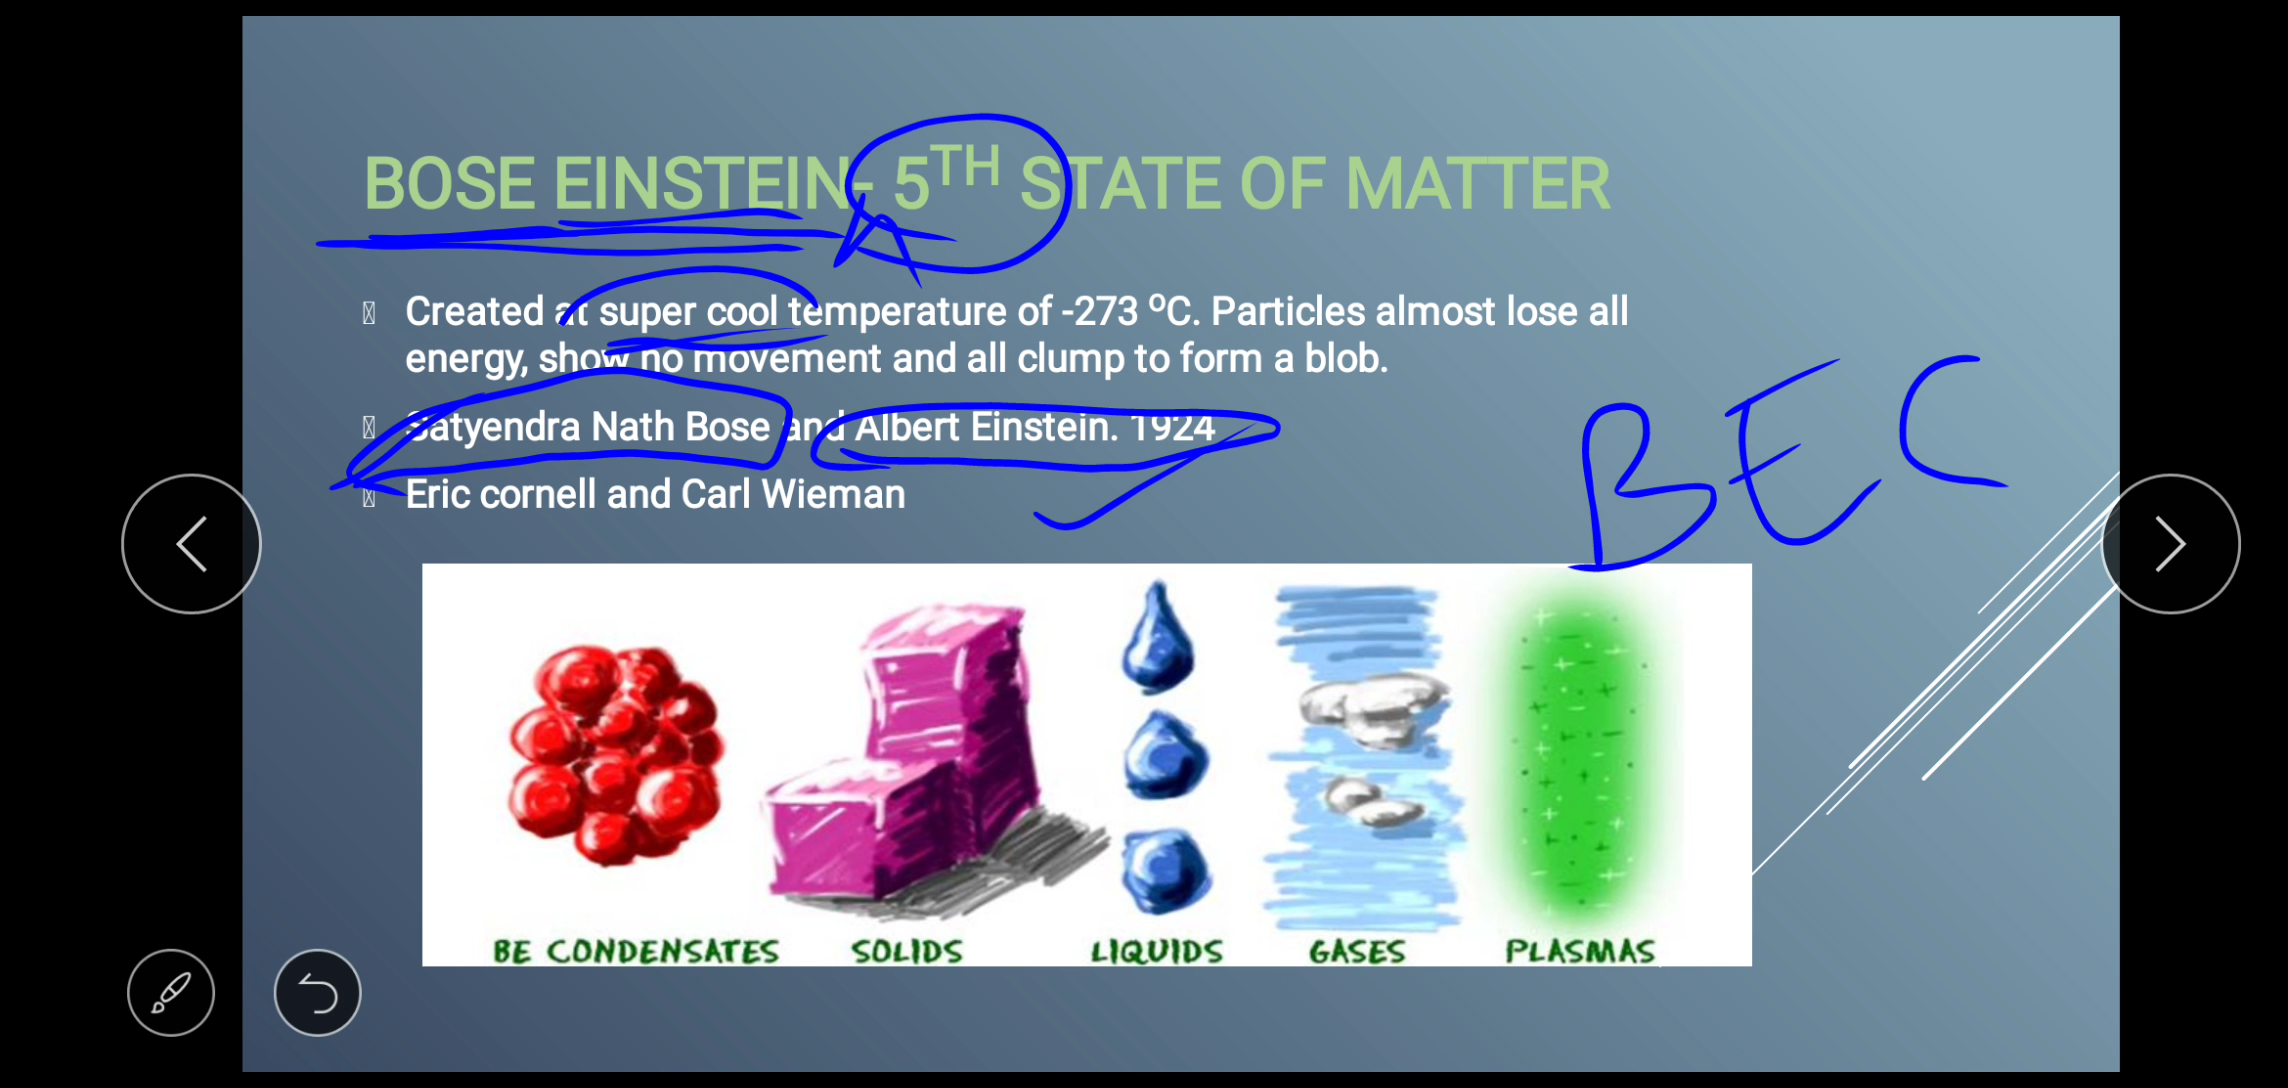 BOSE EINSTEIN- 5TH STATE OF MATTER
Created at super cool temperature of -273 ⁰C. Particles almost lose all
energy, show no movement and all clump to form a blob.
Satyendra Nath Bose and Albert Einstein. 1924
Eric cornell and Carl Wieman
BEC
BE CONDENSATES SOLIDS LIQUIDS GASES PLASMAS